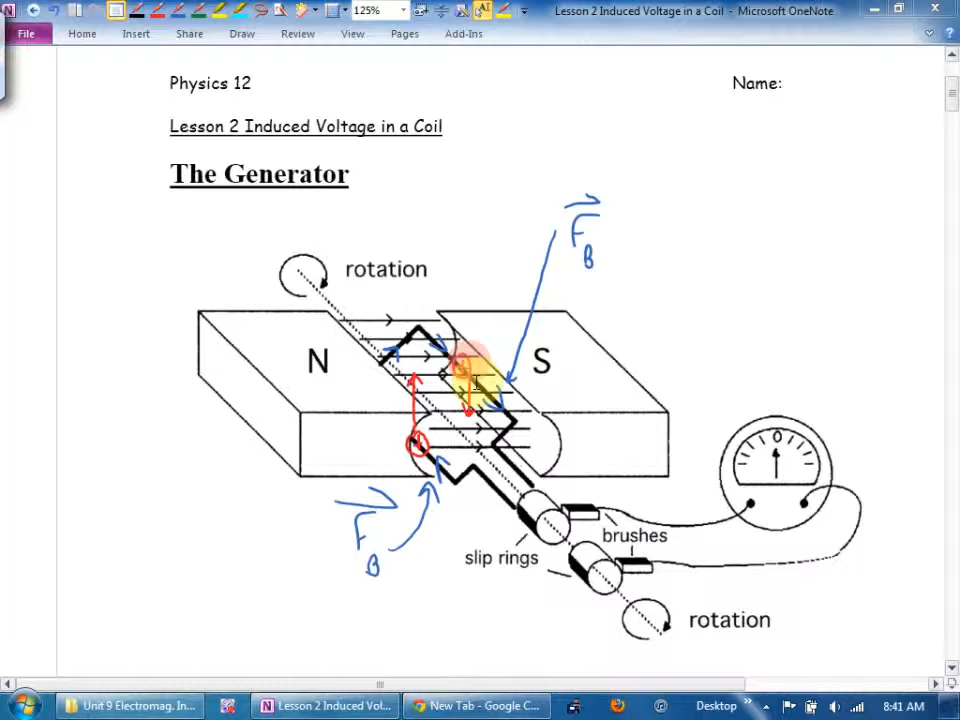 125%
Lesson 2 Induced Voltage in a Coil - Microsoft OneNote
File Home Insert Share Draw Review View Pages Add-Ins
Physics 12 Name:
Lesson 2 Induced Voltage in a Coil
The Generator
F
B
rotation
N
S
0
F
B
brushes
slip rings
rotation
Unit 9 Electromag. In... Lesson 2 Induced Vol... New Tab - Google C... Desktop 8:41 AM